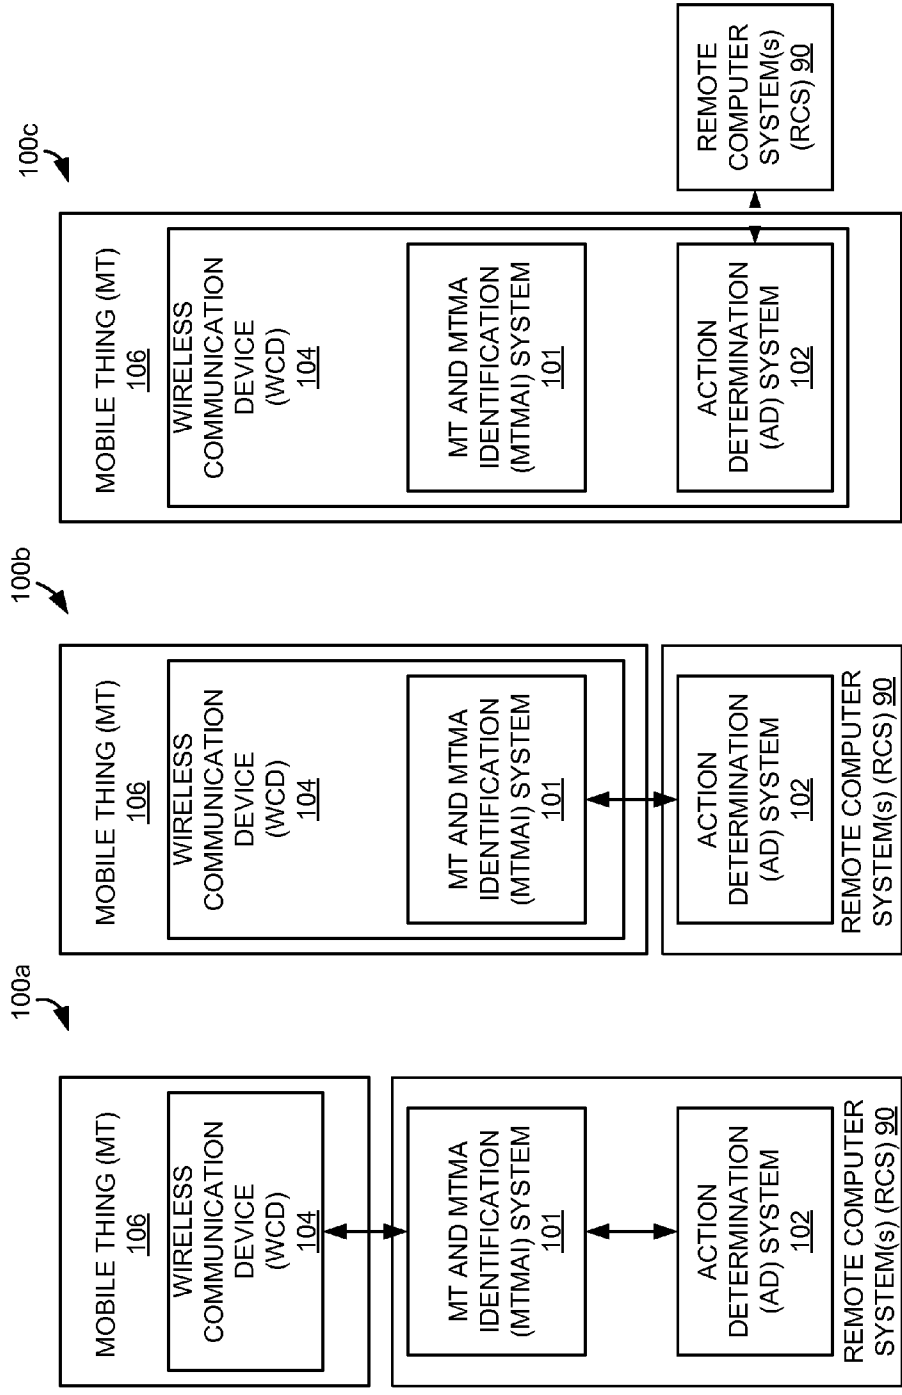 100a
MOBILE THING (MT)
106
WIRELESS
COMMUNICATION
DEVICE
(WCD)
104
MT AND MTMA
IDENTIFICATION
(MTMAI) SYSTEM
101
ACTION
DETERMINATION
(AD) SYSTEM
102
REMOTE COMPUTER
SYSTEM(s) (RCS) 90
100b
MOBILE THING (MT)
106
WIRELESS
COMMUNICATION
DEVICE
(WCD)
104
MT AND MTMA
IDENTIFICATION
(MTMAI) SYSTEM
101
ACTION
DETERMINATION
(AD) SYSTEM
102
REMOTE COMPUTER
SYSTEM(s) (RCS) 90
100c
MOBILE THING (MT)
106
WIRELESS
COMMUNICATION
DEVICE
(WCD)
104
MT AND MTMA
IDENTIFICATION
(MTMAI) SYSTEM
101
ACTION
DETERMINATION
(AD) SYSTEM
102
REMOTE
COMPUTER
SYSTEM(s)
(RCS) 90